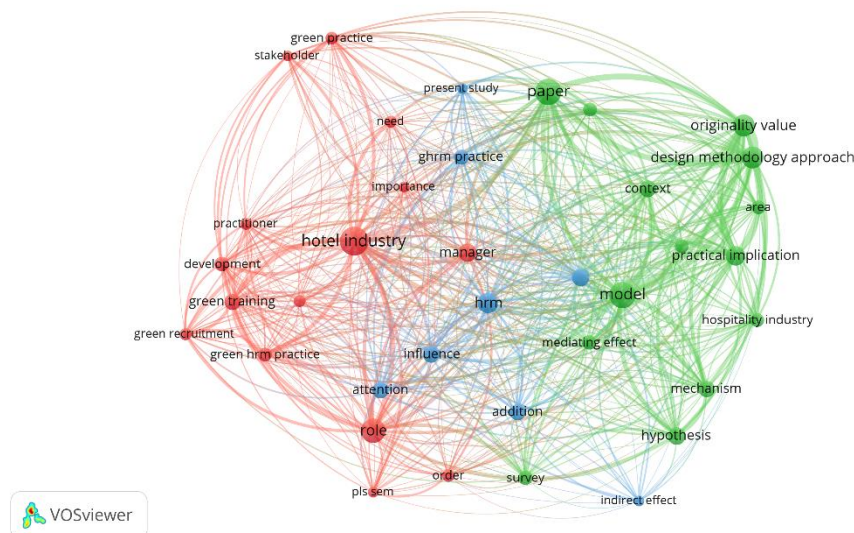 green practice
stakeholder
present study
paper
need
originality value
ghrm practice
design methodology approach
importance
context
practitioner
area
hotel industry
manager
development
practical implication
green training
hrm
model
hospitality industry
green recruitment
mediating effect
green hrm practice
influence
attention
mechanism
addition
role
hypothesis
order
survey
pls sem
indirect effect
VOSviewer